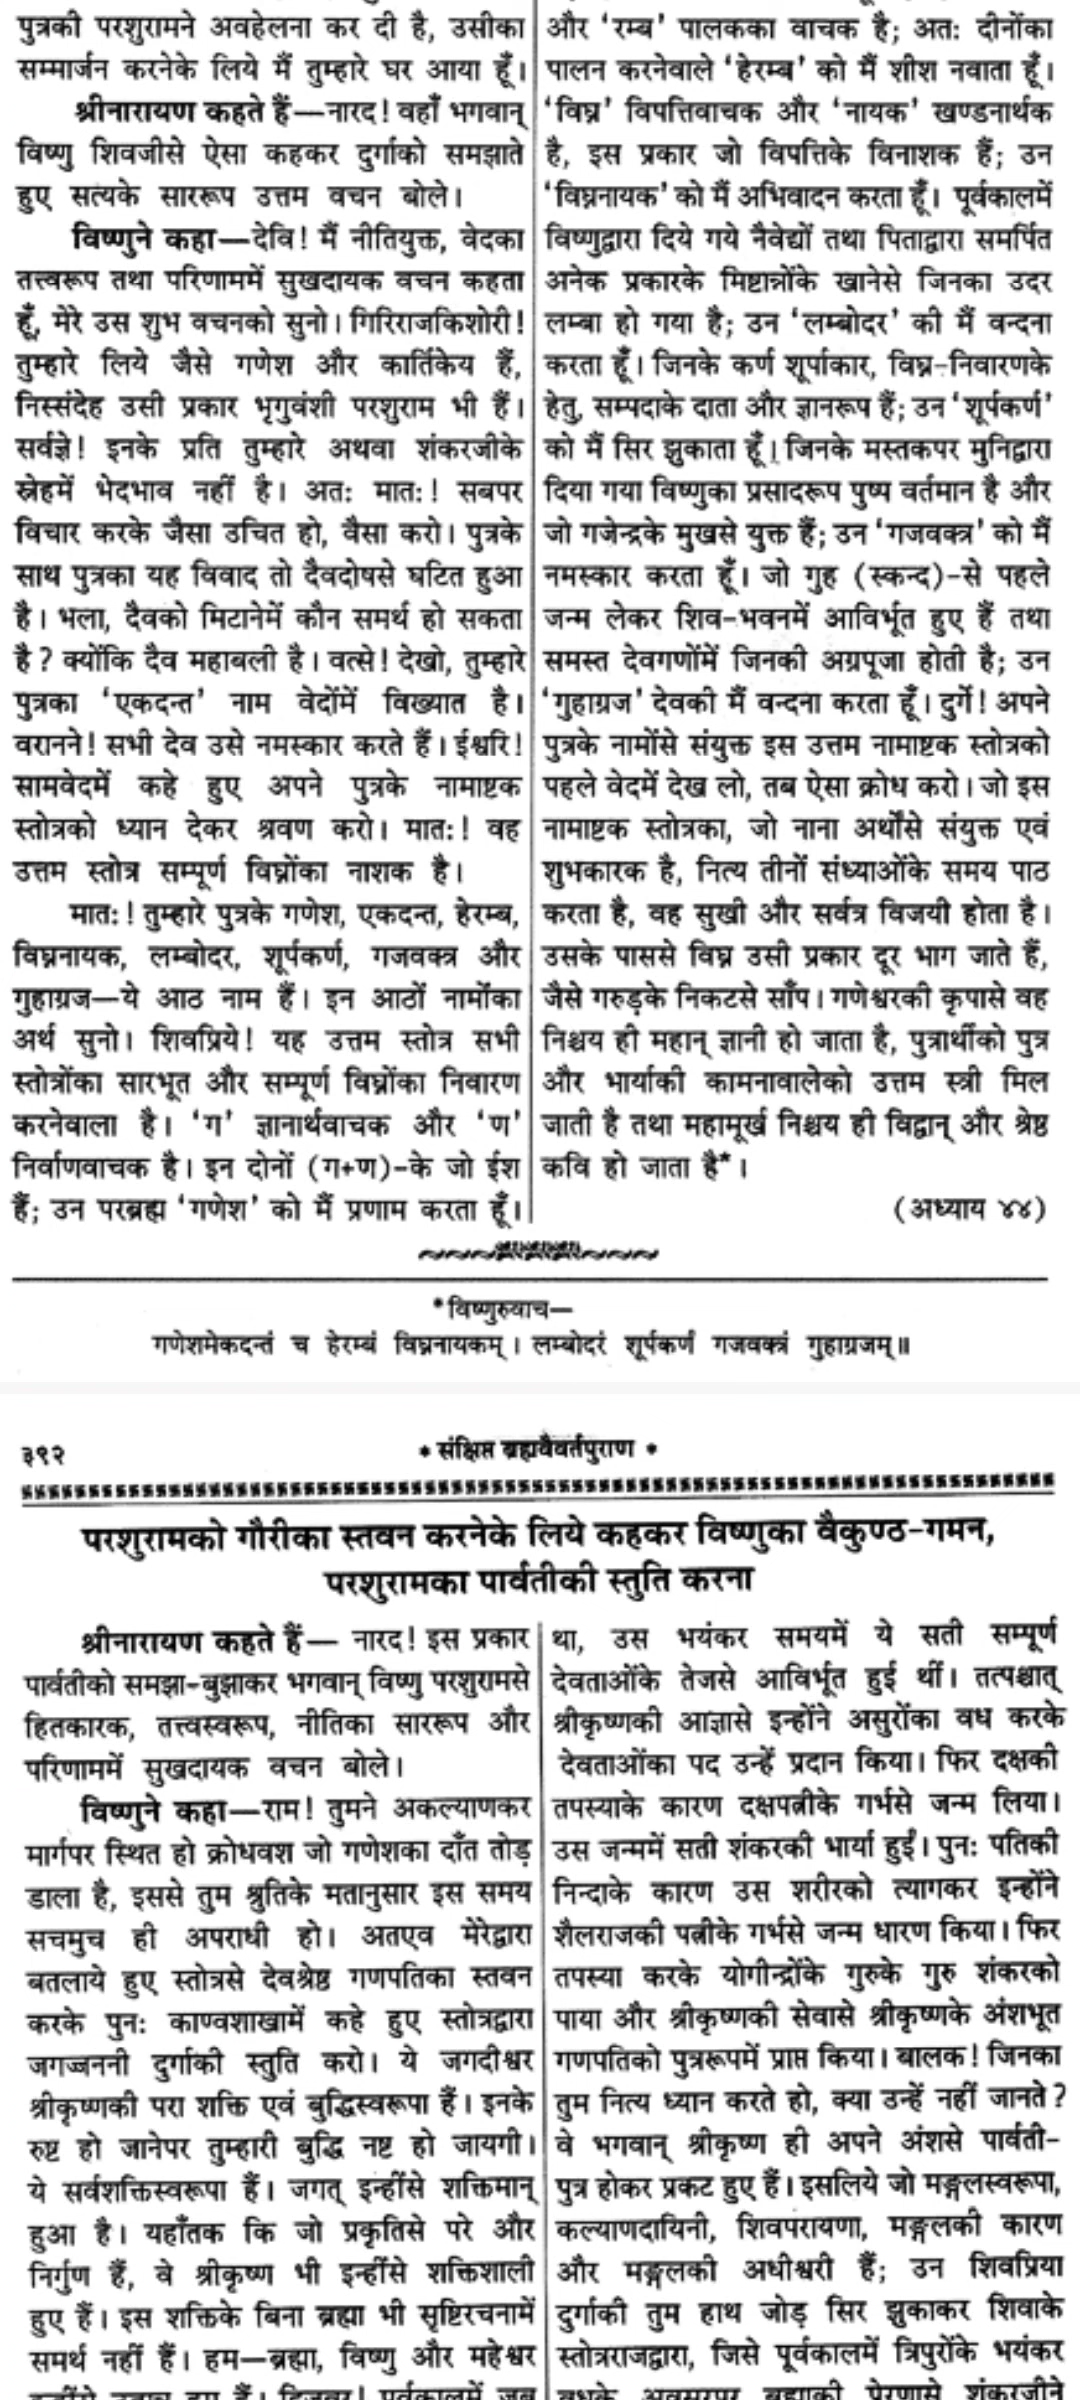 पुत्रकी परशुरामने अवहेलना कर दी है, उसीका
सम्मार्जन करनेके लिये मैं तुम्हारे घर आया हूँ।
श्रीनारायण कहते हैं—नारद! वहाँ भगवान्
विष्णु शिवजीसे ऐसा कहकर दुर्गाको समझाते
हुए सत्यके साररूप उत्तम वचन बोले।
विष्णुने कहा—देवि! मैं नीतियुक्त, वेदका
तत्त्वरूप तथा परिणाममें सुखदायक वचन कहता
हूँ, मेरे उस शुभ वचनको सुनो। गिरिराजकिशोरी!
तुम्हारे लिये जैसे गणेश और कार्तिकेय हैं,
निस्संदेह उसी प्रकार भृगुवंशी परशुराम भी हैं।
सर्वज्ञे! इनके प्रति तुम्हारे अथवा शंकरजीके
स्नेहमें भेदभाव नहीं है। अतः मातः! सबपर
विचार करके जैसा उचित हो, वैसा करो। पुत्रके
साथ पुत्रका यह विवाद तो दैवदोषसे घटित हुआ
है। भला, दैवको मिटानेमें कौन समर्थ हो सकता
है? क्योंकि दैव महाबली है। वत्से! देखो, तुम्हारे
पुत्रका ‘एकदन्त’ नाम वेदोंमें विख्यात है।
वरानने! सभी देव उसे नमस्कार करते हैं। ईश्वरि!
सामवेदमें कहे हुए अपने पुत्रके नामाष्टक
स्तोत्रको ध्यान देकर श्रवण करो। मातः! वह
उत्तम स्तोत्र सम्पूर्ण विघ्नोंका नाशक है।
मातः! तुम्हारे पुत्रके गणेश, एकदन्त, हेरम्ब,
विघ्ननायक, लम्बोदर, शूर्पकर्ण, गजवक्त्र और
गुहाग्रज—ये आठ नाम हैं। इन आठों नामोंका
अर्थ सुनो। शिवप्रिये! यह उत्तम स्तोत्र सभी
स्तोत्रोंका सारभूत और सम्पूर्ण विघ्नोंका निवारण
करनेवाला है। ‘ग’ ज्ञानार्थवाचक और ‘ण’
निर्वाणवाचक है। इन दोनों (ग+ण)-के जो ईश
हैं; उन परब्रह्म ‘गणेश’ को मैं प्रणाम करता हूँ।
और ‘रम्ब’ पालकका वाचक है; अतः दीनोंका
पालन करनेवाले ‘हेरम्ब’ को मैं शीश नवाता हूँ।
‘विघ्न’ विपत्तिवाचक और ‘नायक’ खण्डनार्थक
है, इस प्रकार जो विपत्तिके विनाशक हैं; उन
‘विघ्ननायक’ को मैं अभिवादन करता हूँ। पूर्वकालमें
विष्णुद्वारा दिये गये नैवेद्यों तथा पिताद्वारा समर्पित
अनेक प्रकारके मिष्टान्नोंके खानेसे जिनका उदर
लम्बा हो गया है; उन ‘लम्बोदर’ की मैं वन्दना
करता हूँ। जिनके कर्ण शूर्पाकार, विघ्न-निवारणके
हेतु, सम्पदाके दाता और ज्ञानरूप हैं; उन ‘शूर्पकर्ण’
को मैं सिर झुकाता हूँ। जिनके मस्तकपर मुनिद्वारा
दिया गया विष्णुका प्रसादरूप पुष्प वर्तमान है और
जो गजेन्द्रके मुखसे युक्त हैं; उन ‘गजवक्त्र’ को मैं
नमस्कार करता हूँ। जो गुह (स्कन्द)-से पहले
जन्म लेकर शिव-भवनमें आविर्भूत हुए हैं तथा
समस्त देवगणोंमें जिनकी अग्रपूजा होती है; उन
‘गुहाग्रज’ देवकी मैं वन्दना करता हूँ। दुर्गे! अपने
पुत्रके नामोंसे संयुक्त इस उत्तम नामाष्टक स्तोत्रको
पहले वेदमें देख लो, तब ऐसा क्रोध करो। जो इस
नामाष्टक स्तोत्रका, जो नाना अर्थोंसे संयुक्त एवं
शुभकारक है, नित्य तीनों संध्याओंके समय पाठ
करता है, वह सुखी और सर्वत्र विजयी होता है।
उसके पाससे विघ्न उसी प्रकार दूर भाग जाते हैं,
जैसे गरुड़के निकटसे साँप। गणेश्वरकी कृपासे वह
निश्चय ही महान् ज्ञानी हो जाता है, पुत्रार्थीको पुत्र
और भार्याकी कामनावालेको उत्तम स्त्री मिल
जाती है तथा महामूर्ख निश्चय ही विद्वान् और श्रेष्ठ
कवि हो जाता है*।
(अध्याय ४४)
*विष्णुरुवाच—
गणेशमेकदन्तं च हेरम्बं विघ्ननायकम्। लम्बोदरं शूर्पकर्णं गजवक्त्रं गुहाग्रजम्॥
३९२
* संक्षिप्त ब्रह्मवैवर्तपुराण *
परशुरामको गौरीका स्तवन करनेके लिये कहकर विष्णुका वैकुण्ठ-गमन,
परशुरामका पार्वतीकी स्तुति करना
श्रीनारायण कहते हैं— नारद! इस प्रकार
पार्वतीको समझा-बुझाकर भगवान् विष्णु परशुरामसे
हितकारक, तत्त्वस्वरूप, नीतिका साररूप और
परिणाममें सुखदायक वचन बोले।
विष्णुने कहा—राम! तुमने अकल्याणकर
मार्गपर स्थित हो क्रोधवश जो गणेशका दाँत तोड़
डाला है, इससे तुम श्रुतिके मतानुसार इस समय
सचमुच ही अपराधी हो। अतएव मेरेद्वारा
बतलाये हुए स्तोत्रसे देवश्रेष्ठ गणपतिका स्तवन
करके पुनः काण्वशाखामें कहे हुए स्तोत्रद्वारा
जगज्जननी दुर्गाकी स्तुति करो। ये जगदीश्वर
श्रीकृष्णकी परा शक्ति एवं बुद्धिस्वरूपा हैं। इनके
रुष्ट हो जानेपर तुम्हारी बुद्धि नष्ट हो जायगी।
ये सर्वशक्तिस्वरूपा हैं। जगत् इन्हींसे शक्तिमान्
हुआ है। यहाँतक कि जो प्रकृतिसे परे और
निर्गुण हैं, वे श्रीकृष्ण भी इन्हींसे शक्तिशाली
हुए हैं। इस शक्तिके बिना ब्रह्मा भी सृष्टिरचनामें
समर्थ नहीं हैं। हम—ब्रह्मा, विष्णु और महेश्वर
था, उस भयंकर समयमें ये सती सम्पूर्ण
देवताओंके तेजसे आविर्भूत हुई थीं। तत्पश्चात्
श्रीकृष्णकी आज्ञासे इन्होंने असुरोंका वध करके
देवताओंका पद उन्हें प्रदान किया। फिर दक्षकी
तपस्याके कारण दक्षपत्नीके गर्भसे जन्म लिया।
उस जन्ममें सती शंकरकी भार्या हुईं। पुनः पतिकी
निन्दाके कारण उस शरीरको त्यागकर इन्होंने
शैलराजकी पत्नीके गर्भसे जन्म धारण किया। फिर
तपस्या करके योगीन्द्रोंके गुरुके गुरु शंकरको
पाया और श्रीकृष्णकी सेवासे श्रीकृष्णके अंशभूत
गणपतिको पुत्ररूपमें प्राप्त किया। बालक! जिनका
तुम नित्य ध्यान करते हो, क्या उन्हें नहीं जानते?
वे भगवान् श्रीकृष्ण ही अपने अंशसे पार्वती-
पुत्र होकर प्रकट हुए हैं। इसलिये जो मङ्गलस्वरूपा,
कल्याणदायिनी, शिवपरायणा, मङ्गलकी कारण
और मङ्गलकी अधीश्वरी हैं; उन शिवप्रिया
दुर्गाकी तुम हाथ जोड़ सिर झुकाकर शिवाके
स्तोत्रराजद्वारा, जिसे पूर्वकालमें त्रिपुरोंके भयंकर